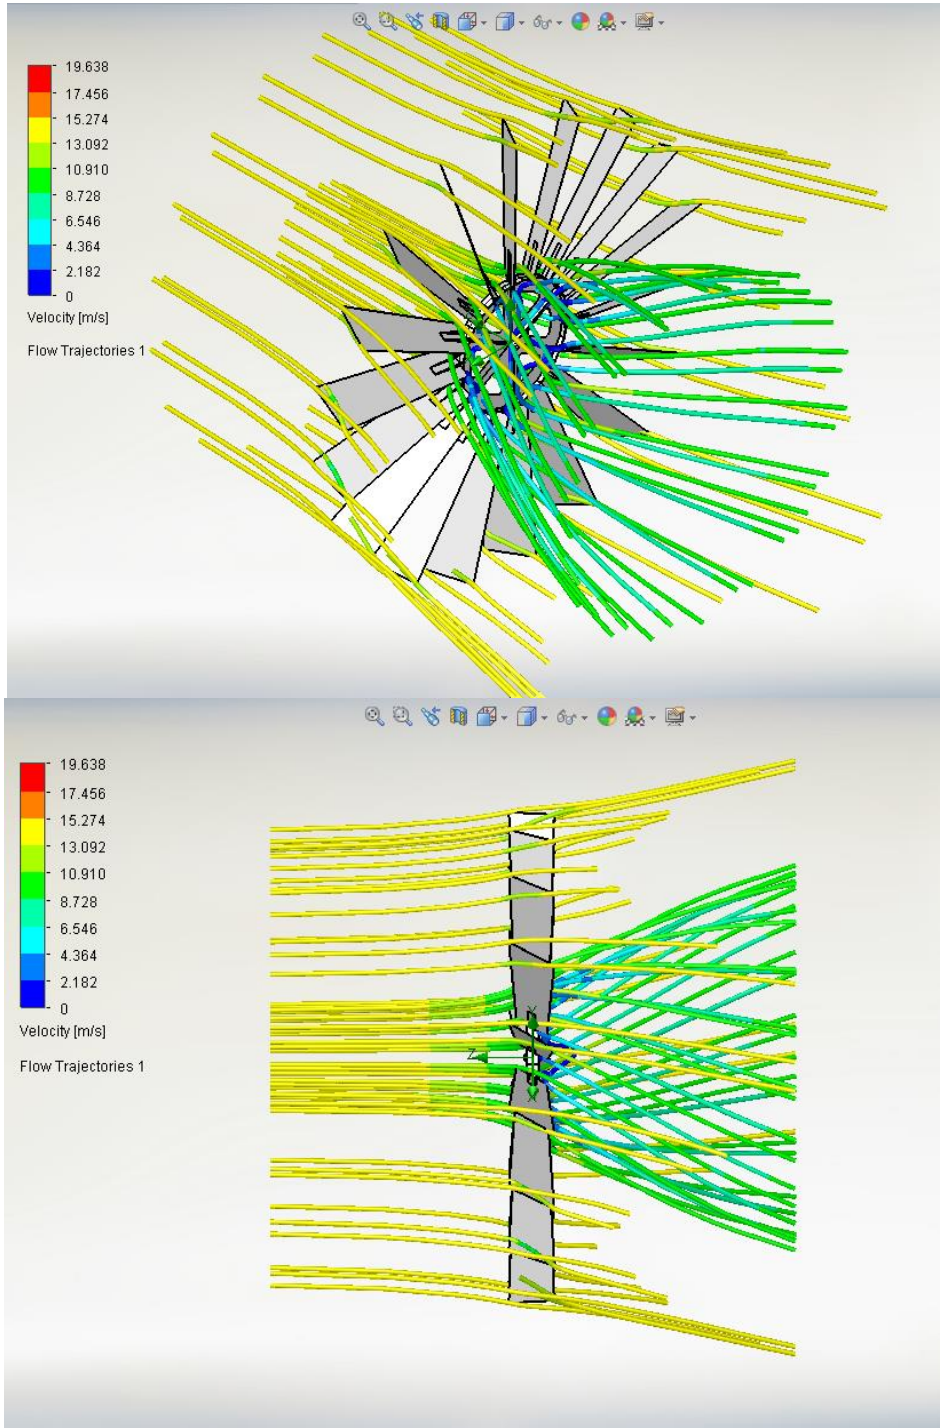 19.638
17.456
15.274
13.092
10.910
8.728
6.546
4.364
2.182
0
Velocity [m/s]
Flow Trajectories 1
19.638
17.456
15.274
13.092
10.910
8.728
6.546
4.364
2.182
0
Velocity [m/s]
Flow Trajectories 1
Y
Z
X